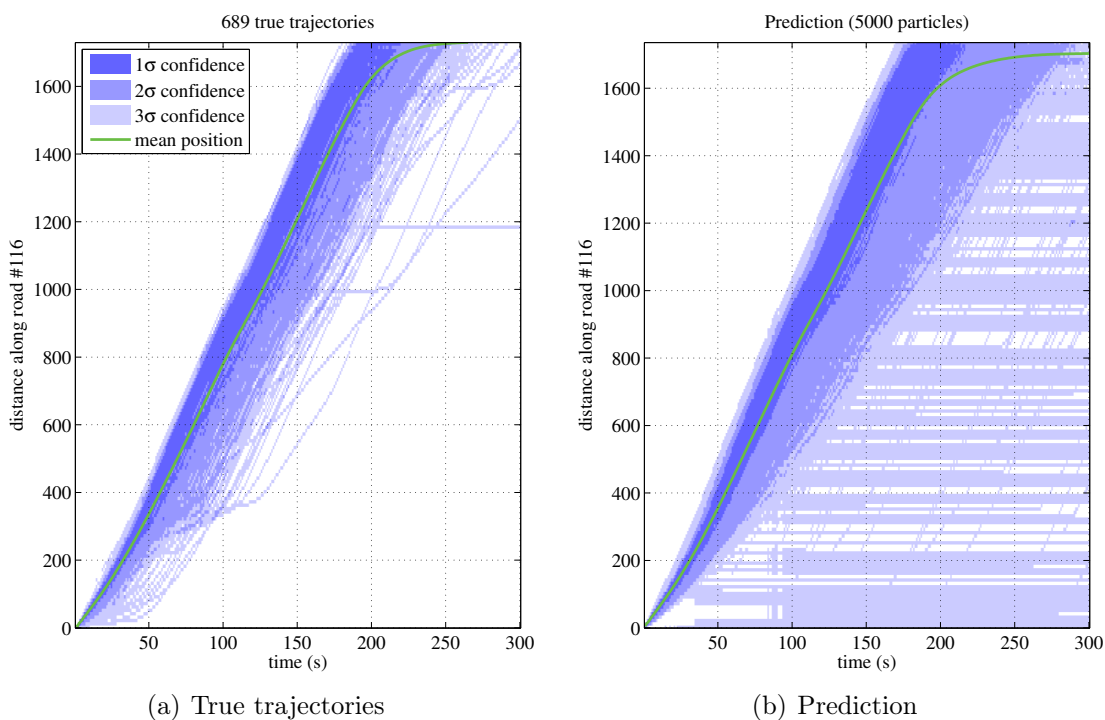 689 true trajectories
1σ confidence
2σ confidence
3σ confidence
mean position
distance along road #116
1600
1400
1200
1000
800
600
400
200
0
50
100
150
200
250
300
time (s)
(a) True trajectories
Prediction (5000 particles)
distance along road #116
1600
1400
1200
1000
800
600
400
200
0
50
100
150
200
250
300
time (s)
(b) Prediction